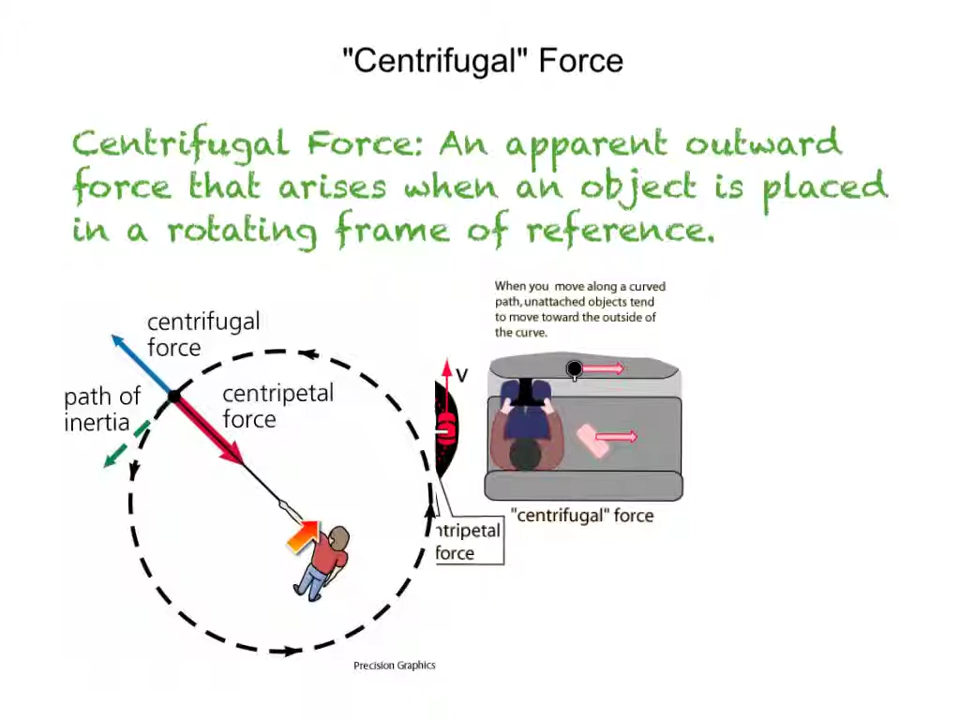 "Centrifugal" Force
Centrifugal Force: An apparent outward
force that arises when an object is placed
in a rotating frame of reference.
centrifugal
force
path of
inertia
centripetal
force
Precision Graphics
V
ntripetal
force
When you move along a curved
path, unattached objects tend
to move toward the outside of
the curve.
"centrifugal" force